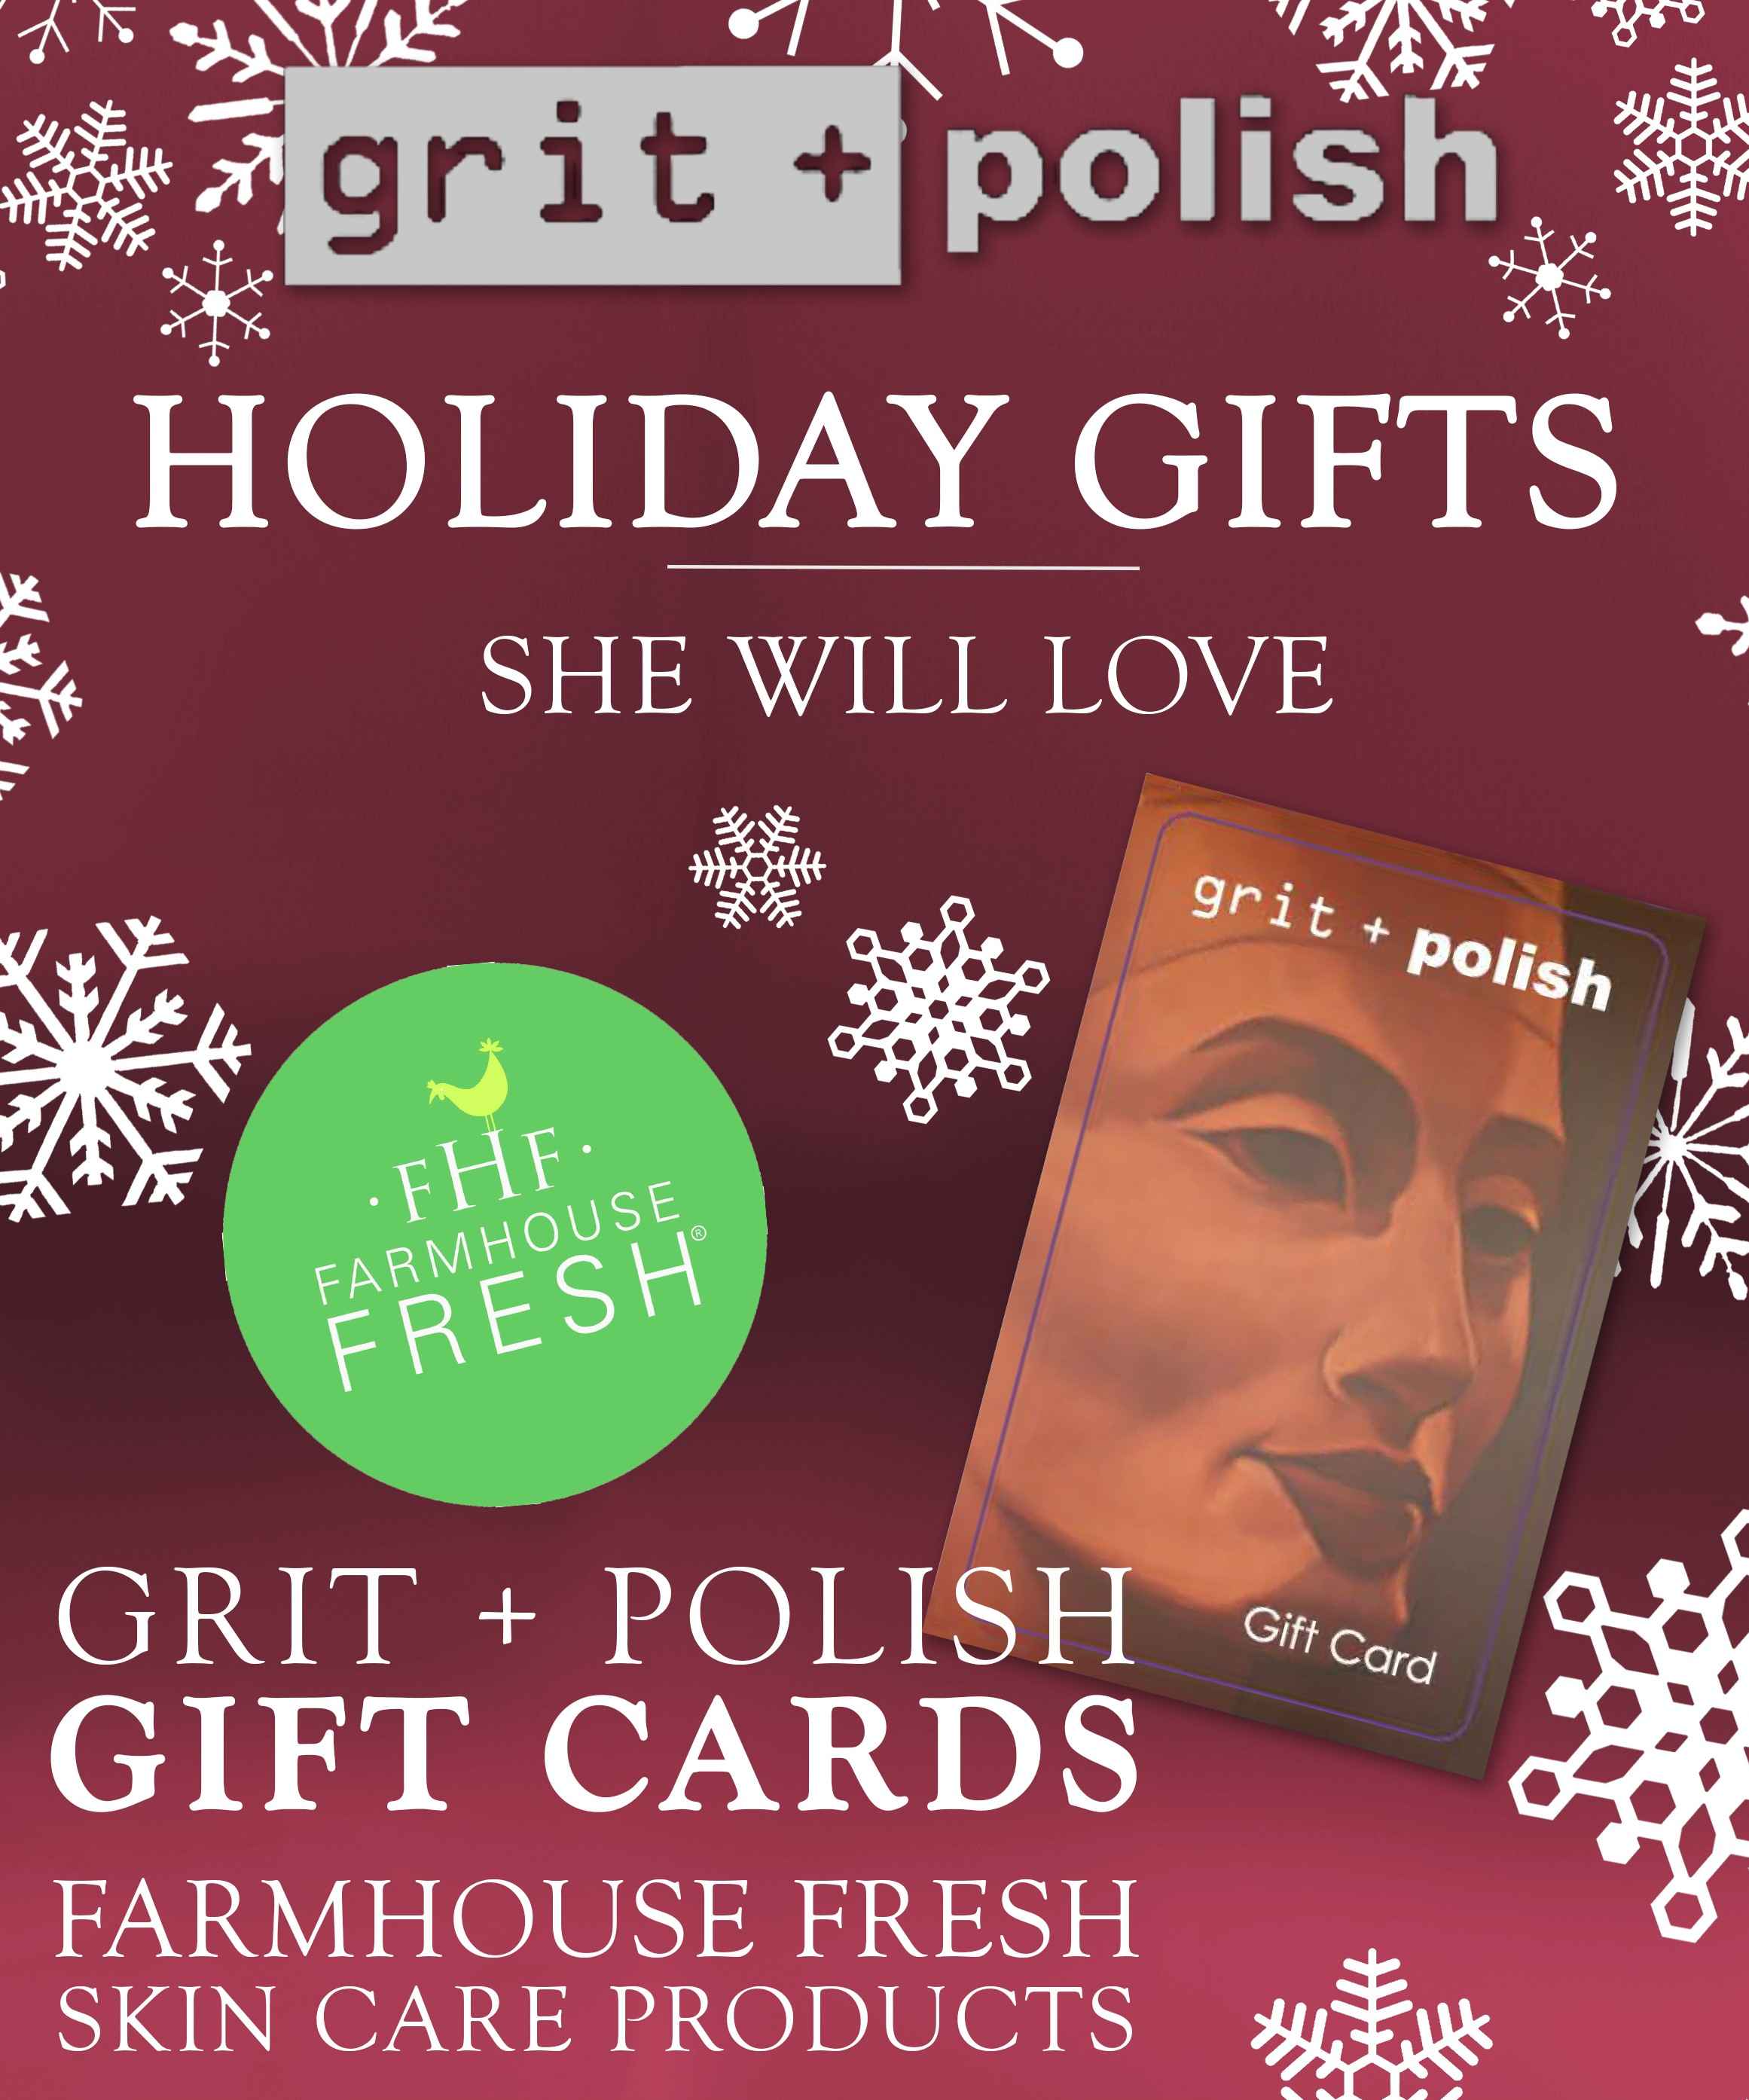 grit + polish
HOLIDAY GIFTS
SHE WILL LOVE
grit + polish
Gift Card
·FHF·
FARMHOUSE
FRESH®
GRIT + POLISH
GIFT CARDS
FARMHOUSE FRESH
SKIN CARE PRODUCTS